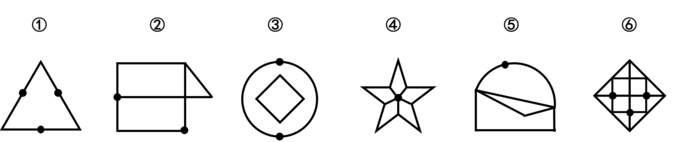 ① ② ③ ④ ⑤ ⑥